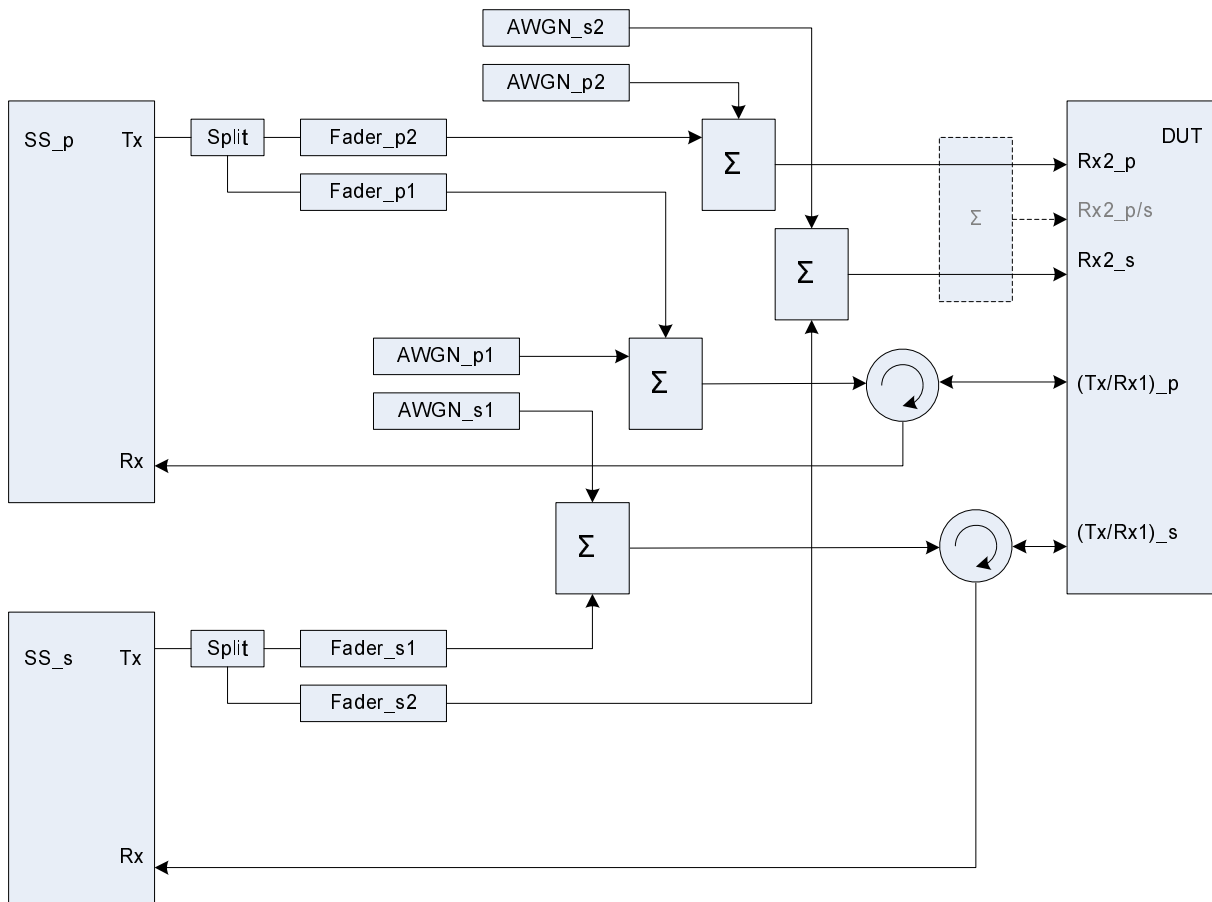 AWGN_s2
AWGN_p2
SS_p
Tx
Split
Fader_p2
Fader_p1
Σ
DUT
Rx2_p
Σ
Rx2_p/s
Σ
Rx2_s
AWGN_p1
AWGN_s1
Σ
(Tx/Rx1)_p
Rx
Σ
(Tx/Rx1)_s
SS_s
Tx
Split
Fader_s1
Fader_s2
Rx